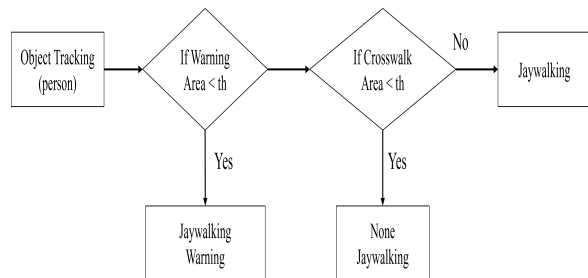 Object Tracking
(person)
If Warning
Area < th
If Crosswalk
Area < th
No
Jaywalking
Yes
Yes
Jaywalking
Warning
None
Jaywalking